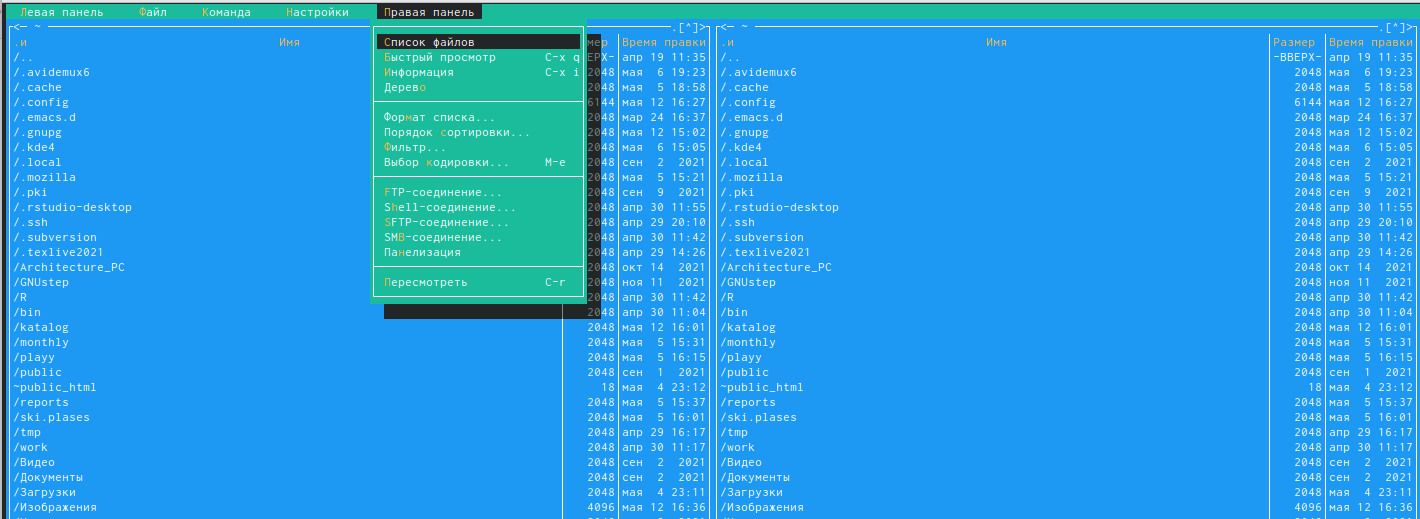 Левая панель Файл Команда Настройки Правая панель
<─ ~ .[^]> <─ ~ .[^]>
.и Имя мер Время правки .и Имя Размер Время правки
/.. ЕРХ- апр 19 11:35 /.. -ВВЕРХ- апр 19 11:35
/.avidemux6 2048 мая 6 19:23 /.avidemux6 2048 мая 6 19:23
/.cache 2048 мая 5 18:58 /.cache 2048 мая 5 18:58
/.config 6144 мая 12 16:27 /.config 6144 мая 12 16:27
/.emacs.d 2048 мар 24 16:37 /.emacs.d 2048 мар 24 16:37
/.gnupg 2048 мая 12 15:02 /.gnupg 2048 мая 12 15:02
/.kde4 2048 мая 6 15:05 /.kde4 2048 мая 6 15:05
/.local 2048 сен 2 2021 /.local 2048 сен 2 2021
/.mozilla 2048 мая 5 15:21 /.mozilla 2048 мая 5 15:21
/.pki 2048 сен 9 2021 /.pki 2048 сен 9 2021
/.rstudio-desktop 2048 апр 30 11:55 /.rstudio-desktop 2048 апр 30 11:55
/.ssh 2048 апр 29 20:10 /.ssh 2048 апр 29 20:10
/.subversion 2048 апр 30 11:42 /.subversion 2048 апр 30 11:42
/.texlive2021 2048 апр 29 14:26 /.texlive2021 2048 апр 29 14:26
/Architecture_PC 2048 окт 14 2021 /Architecture_PC 2048 окт 14 2021
/GNUstep 2048 ноя 11 2021 /GNUstep 2048 ноя 11 2021
/R 2048 апр 30 11:42 /R 2048 апр 30 11:42
/bin 2048 апр 30 11:04 /bin 2048 апр 30 11:04
/katalog 2048 мая 12 16:01 /katalog 2048 мая 12 16:01
/monthly 2048 мая 5 15:31 /monthly 2048 мая 5 15:31
/playy 2048 мая 5 16:15 /playy 2048 мая 5 16:15
/public 2048 сен 1 2021 /public 2048 сен 1 2021
~public_html 18 мая 4 23:12 ~public_html 18 мая 4 23:12
/reports 2048 мая 5 15:37 /reports 2048 мая 5 15:37
/ski.plases 2048 мая 5 16:01 /ski.plases 2048 мая 5 16:01
/tmp 2048 апр 29 16:17 /tmp 2048 апр 29 16:17
/work 2048 апр 30 11:17 /work 2048 апр 30 11:17
/Видео 2048 сен 2 2021 /Видео 2048 сен 2 2021
/Документы 2048 сен 2 2021 /Документы 2048 сен 2 2021
/Загрузки 2048 мая 4 23:11 /Загрузки 2048 мая 4 23:11
/Изображения 4096 мая 12 16:36 /Изображения 4096 мая 12 16:36
Список файлов
Быстрый просмотр C-x q
Информация C-x i
Дерево
Формат списка...
Порядок сортировки...
Фильтр...
Выбор кодировки... M-e
FTP-соединение...
Shell-соединение...
SFTP-соединение...
SMB-соединение...
Панелизация
Пересмотреть C-r